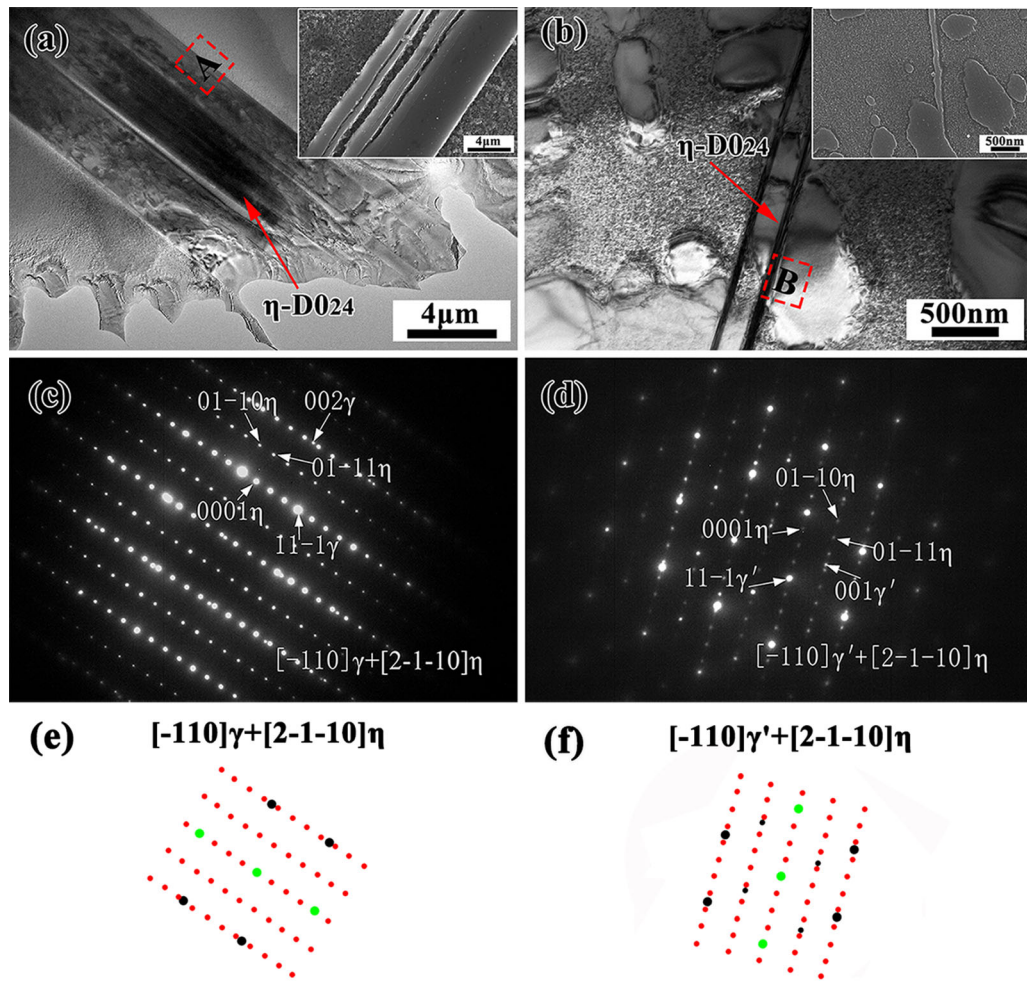 (a)
A
4μm
η-D024
4μm
(b)
η-D024
500nm
B
500nm
(c)
01-10η
002γ
01-11η
0001η
11-1γ
[-110]γ+[2-1-10]η
(d)
01-10η
0001η
01-11η
11-1γ′
001γ′
[-110]γ′+[2-1-10]η
(e)
[-110]γ+[2-1-10]η
(f)
[-110]γ'+[2-1-10]η